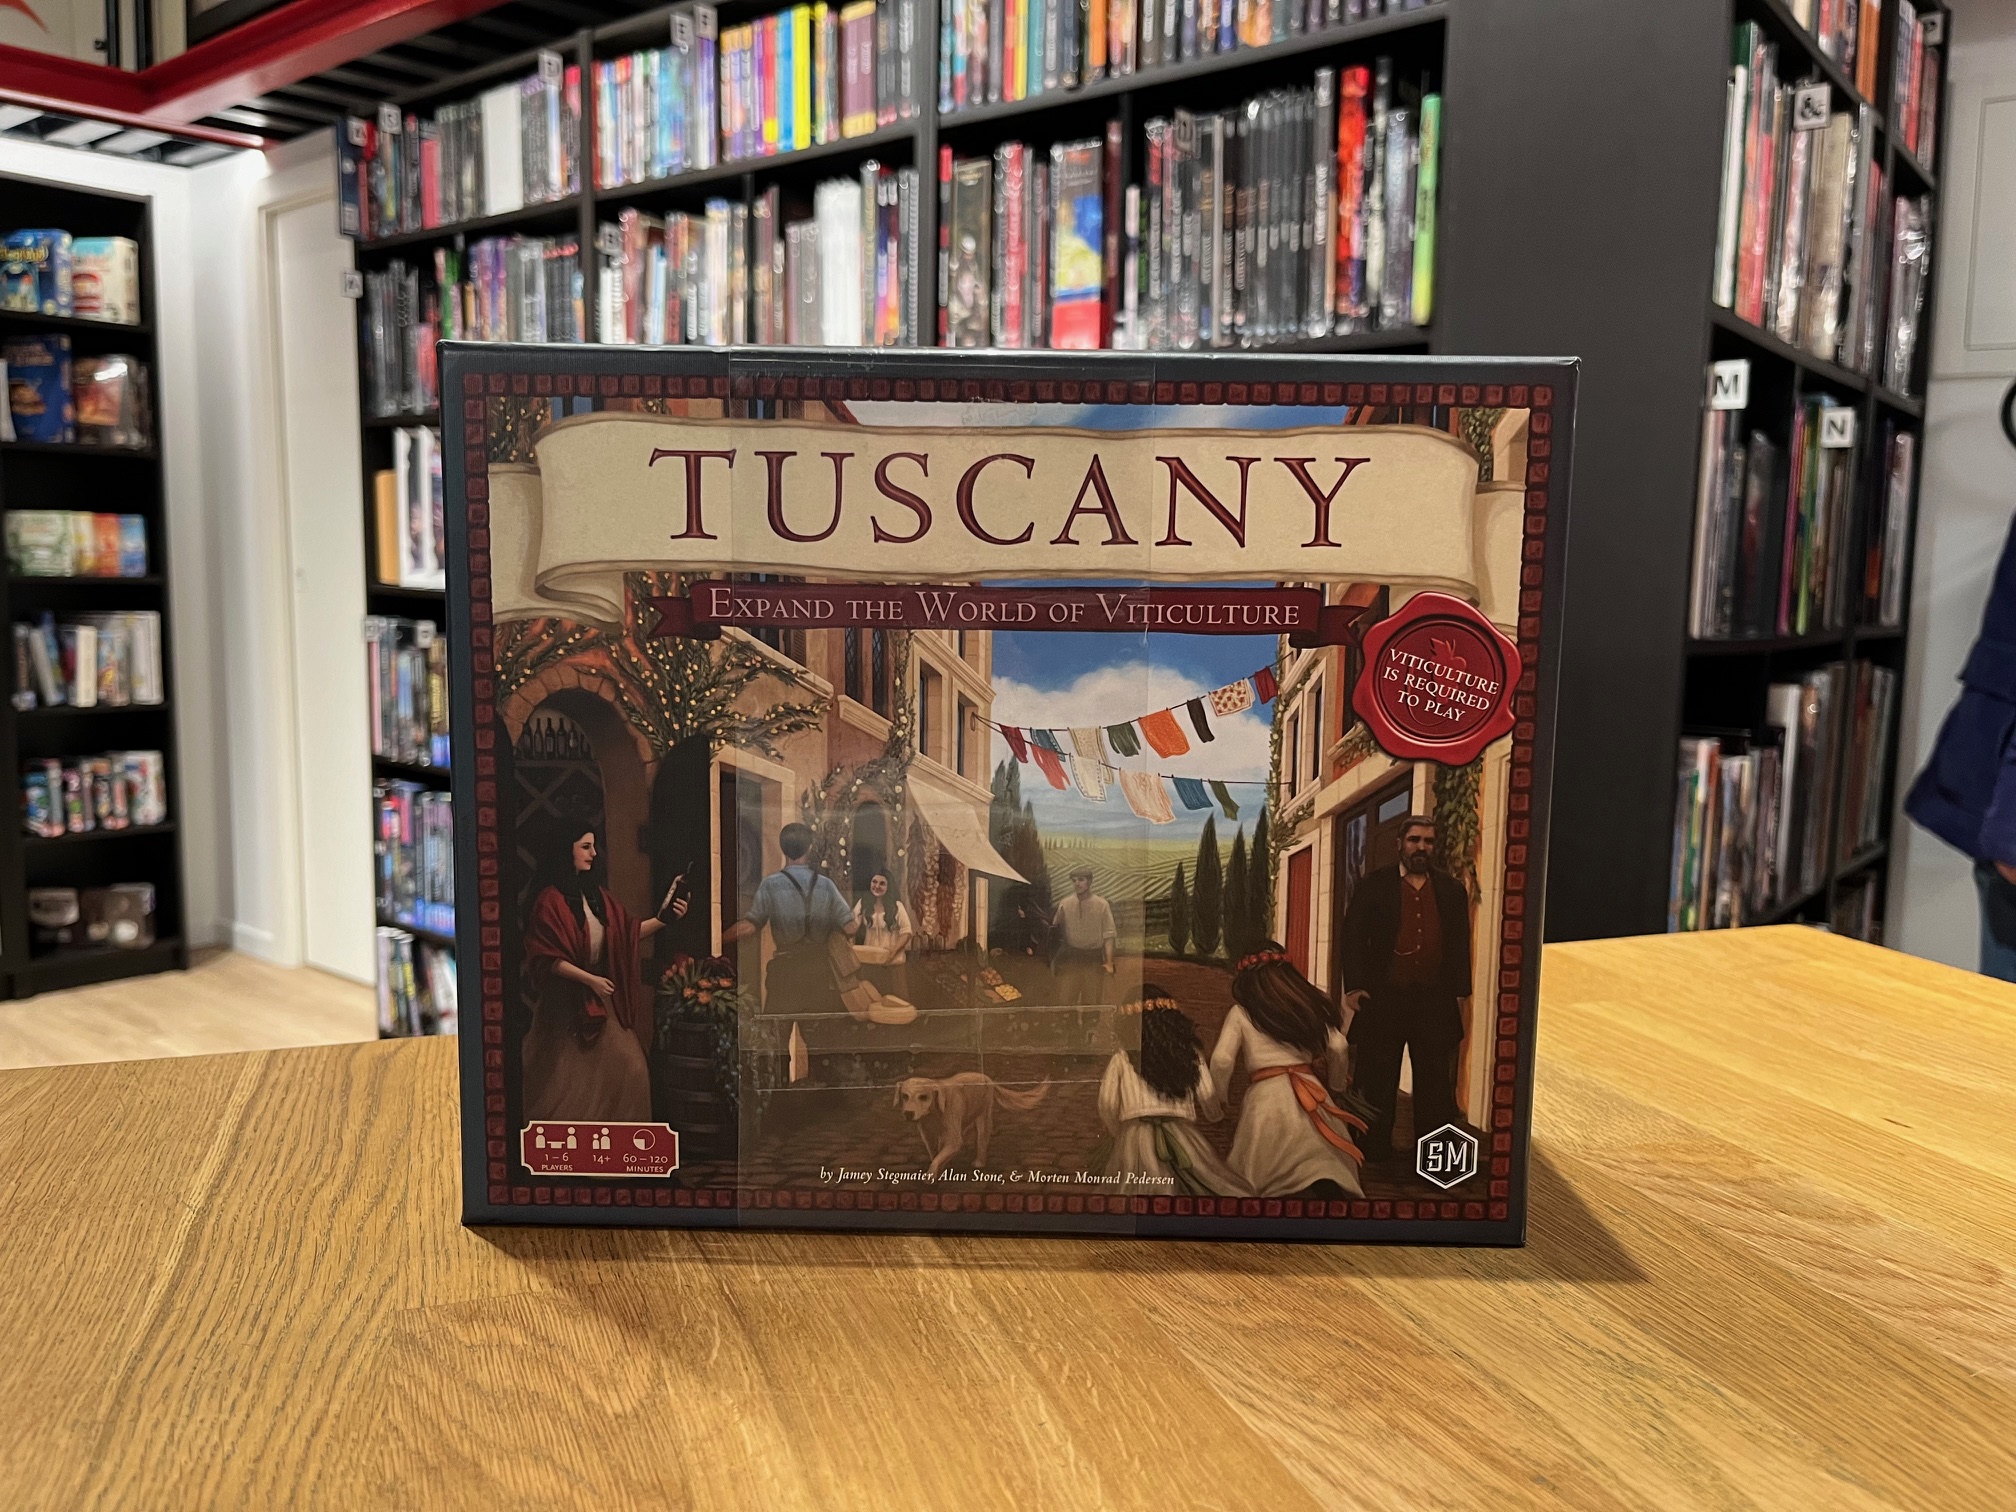 M
N
TUSCANY
EXPAND THE WORLD OF VITICULTURE
VITICULTURE
IS REQUIRED
TO PLAY
1–6
PLAYERS
14+
60–120
MINUTES
by Jamey Stegmaier, Alan Stone, & Morten Monrad Pedersen
SM